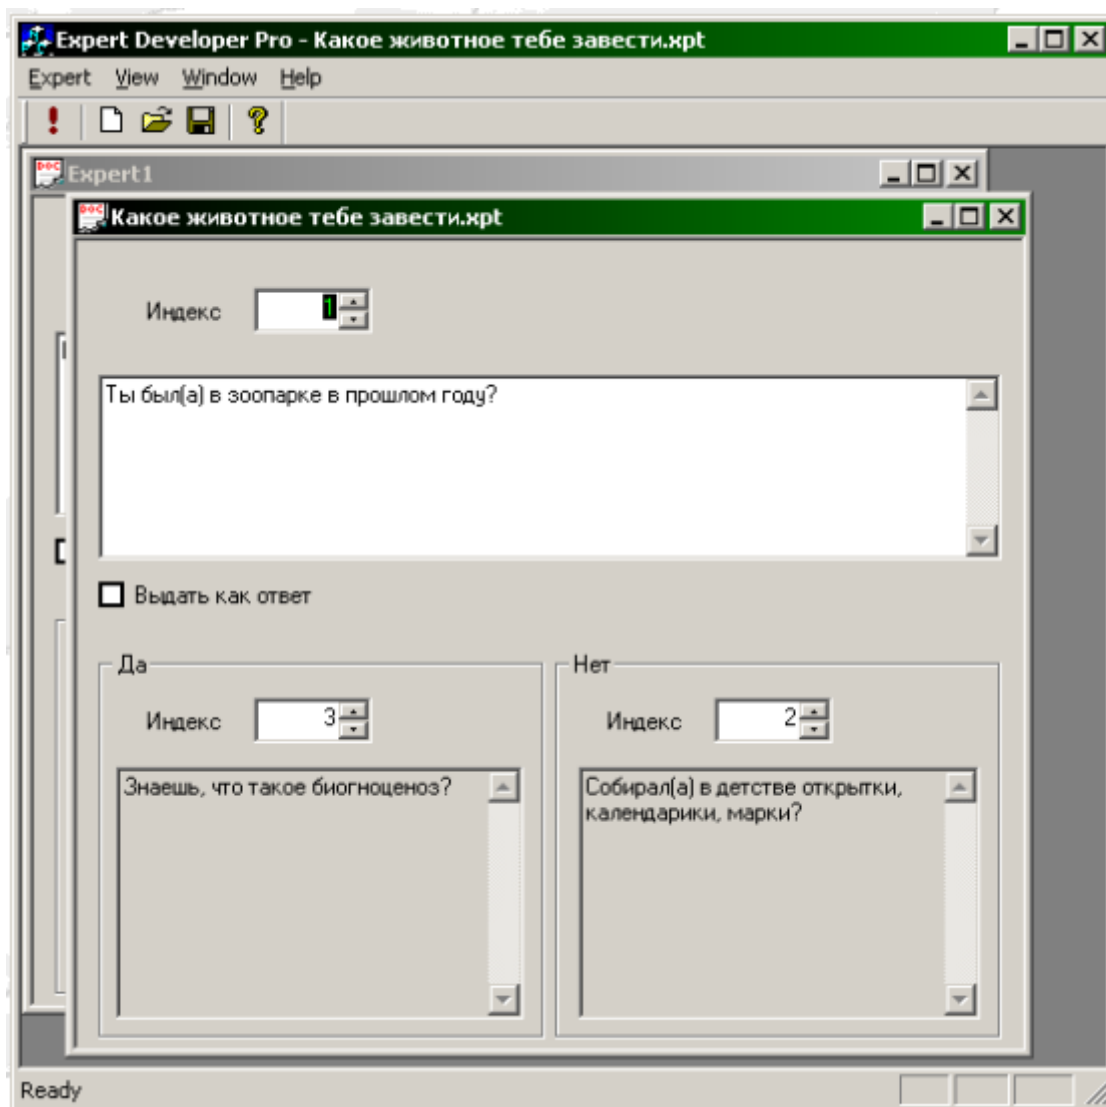 Expert Developer Pro - Какое животное тебе завести.xpt
Expert View Window Help
Expert1
Какое животное тебе завести.xpt
Индекс 1
Ты был(а) в зоопарке в прошлом году?
Выдать как ответ
Да
Нет
Индекс 3
Индекс 2
Знаешь, что такое биогноценоз?
Собирал(а) в детстве открытки,
календарики, марки?
Ready